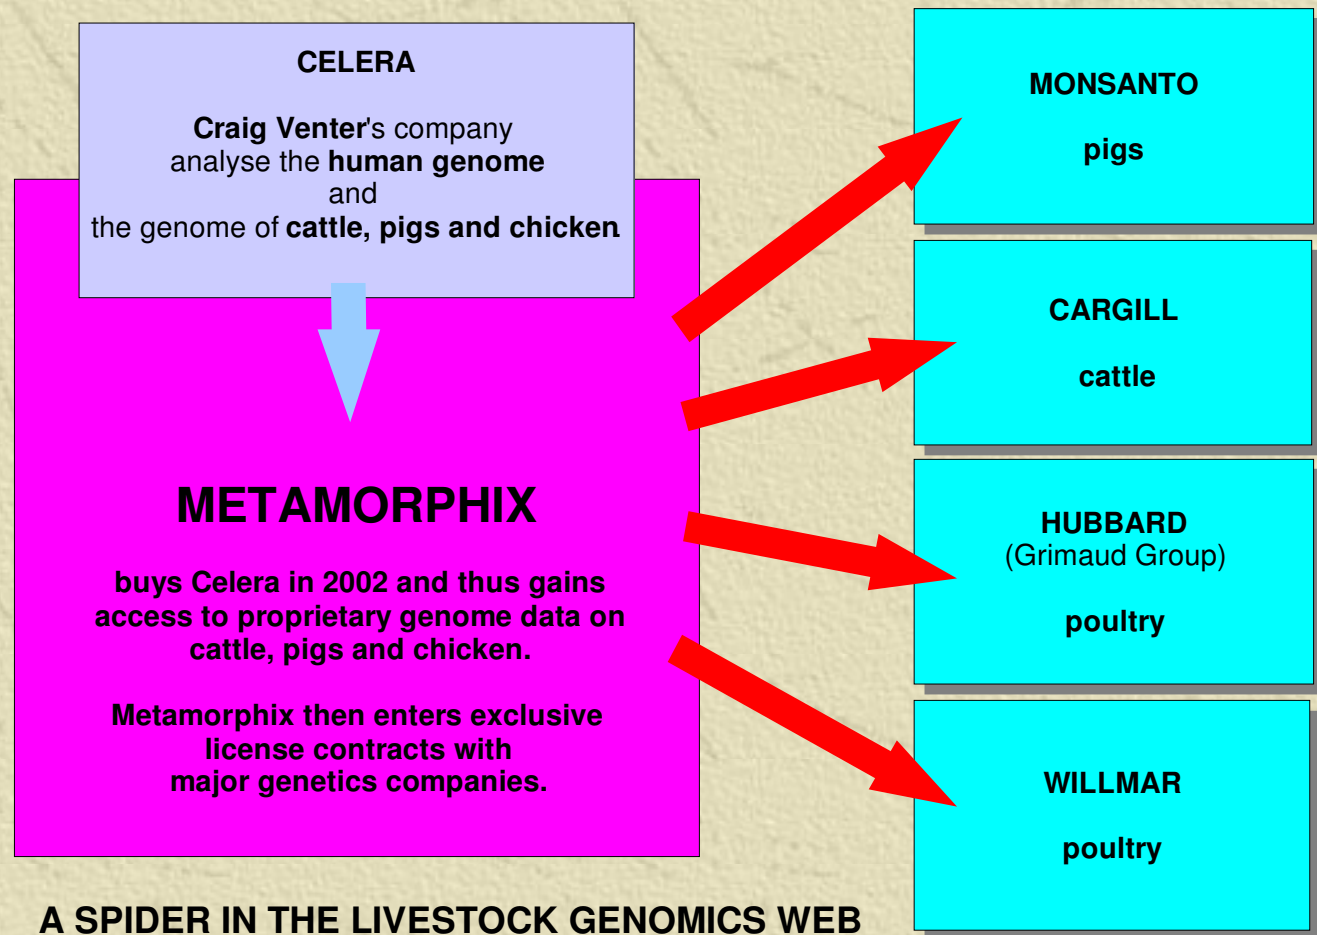 CELERA
Craig Venter's company
analyse the human genome
and
the genome of cattle, pigs and chicken.
METAMORPHIX
buys Celera in 2002 and thus gains
access to proprietary genome data on
cattle, pigs and chicken.
Metamorphix then enters exclusive
license contracts with
major genetics companies.
MONSANTO
pigs
CARGILL
cattle
HUBBARD
(Grimaud Group)
poultry
WILLMAR
poultry
A SPIDER IN THE LIVESTOCK GENOMICS WEB